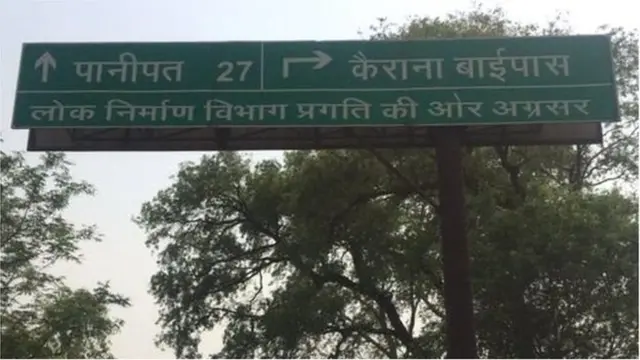 ↑ पानीपत 27 ↱ कैराना बाईपास
लोक निर्माण विभाग प्रगति की ओर अग्रसर